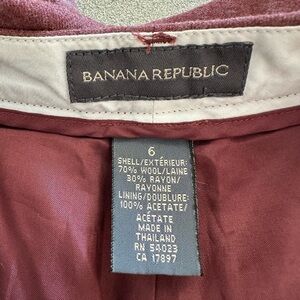 BANANA REPUBLIC
6
SHELL/EXTÉRIEUR:
70% WOOL/LAINE
30% RAYON/
RAYONNE
LINING/DOUBLURE:
100% ACETATE/
ACÉTATE
MADE IN
THAILAND
RN 54023
CA 17897